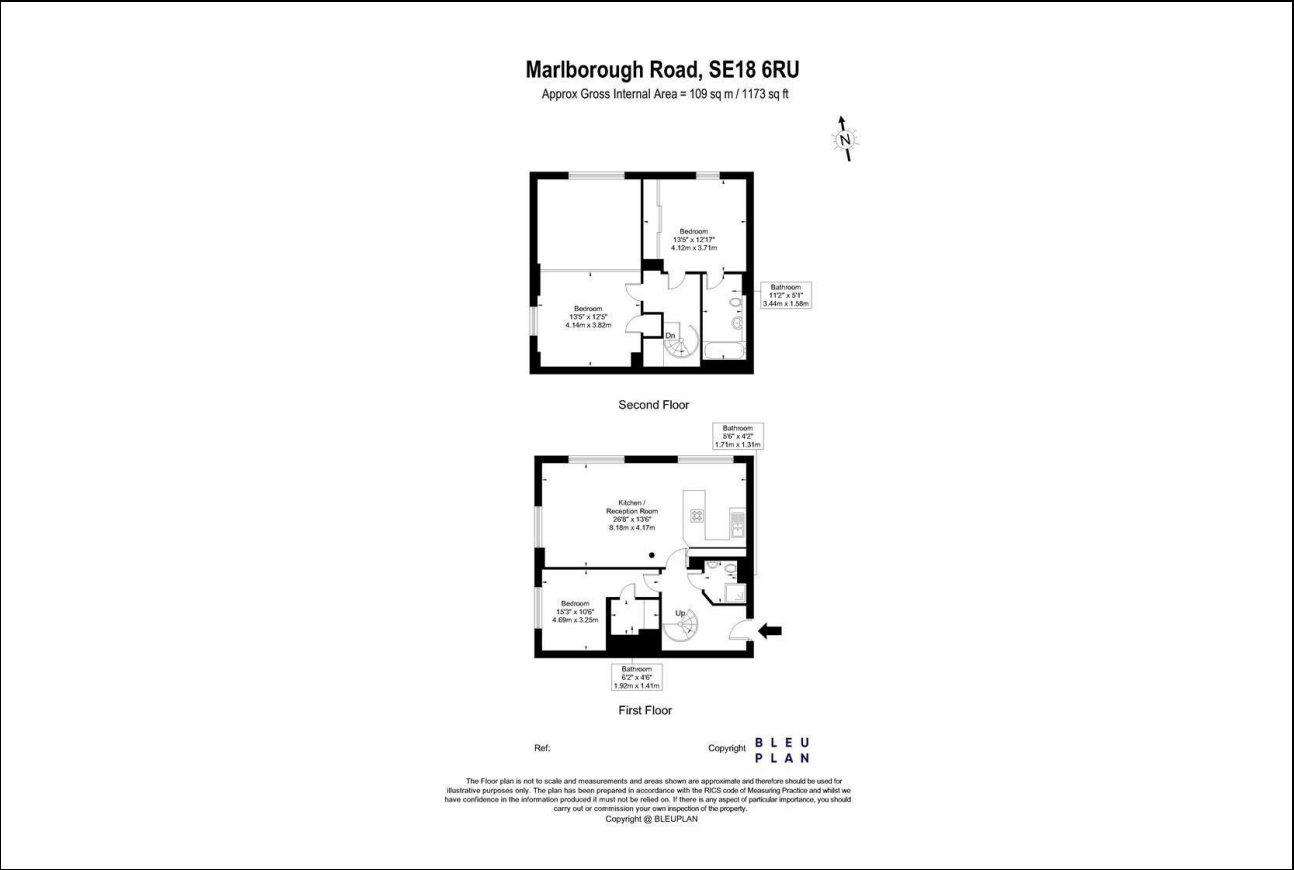 Marlborough Road, SE18 6RU
Approx Gross Internal Area = 109 sq m / 1173 sq ft
N
Bedroom
13'5" x 12'17"
4.12m x 3.71m
Bathroom
11'2" x 5'1"
3.44m x 1.58m
Bedroom
13'5" x 12'5"
4.14m x 3.82m
Dn
Second Floor
Bathroom
5'6" x 4'2"
1.71m x 1.31m
Kitchen /
Reception Room
26'8" x 13'6"
8.18m x 4.17m
Bedroom
15'3" x 10'6"
4.69m x 3.25m
Up
Bathroom
6'2" x 4'6"
1.92m x 1.41m
First Floor
Ref:
Copyright
BLEU
PLAN
The Floor plan is not to scale and measurements and areas shown are approximate and therefore should be used for
illustrative purposes only. The plan has been prepared in accordance with the RICS code of Measuring Practice and whilst we
have confidence in the information produced it must not be relied on. If there is any aspect of particular importance, you should
carry out or commission your own inspection of the property.
Copyright @ BLEUPLAN